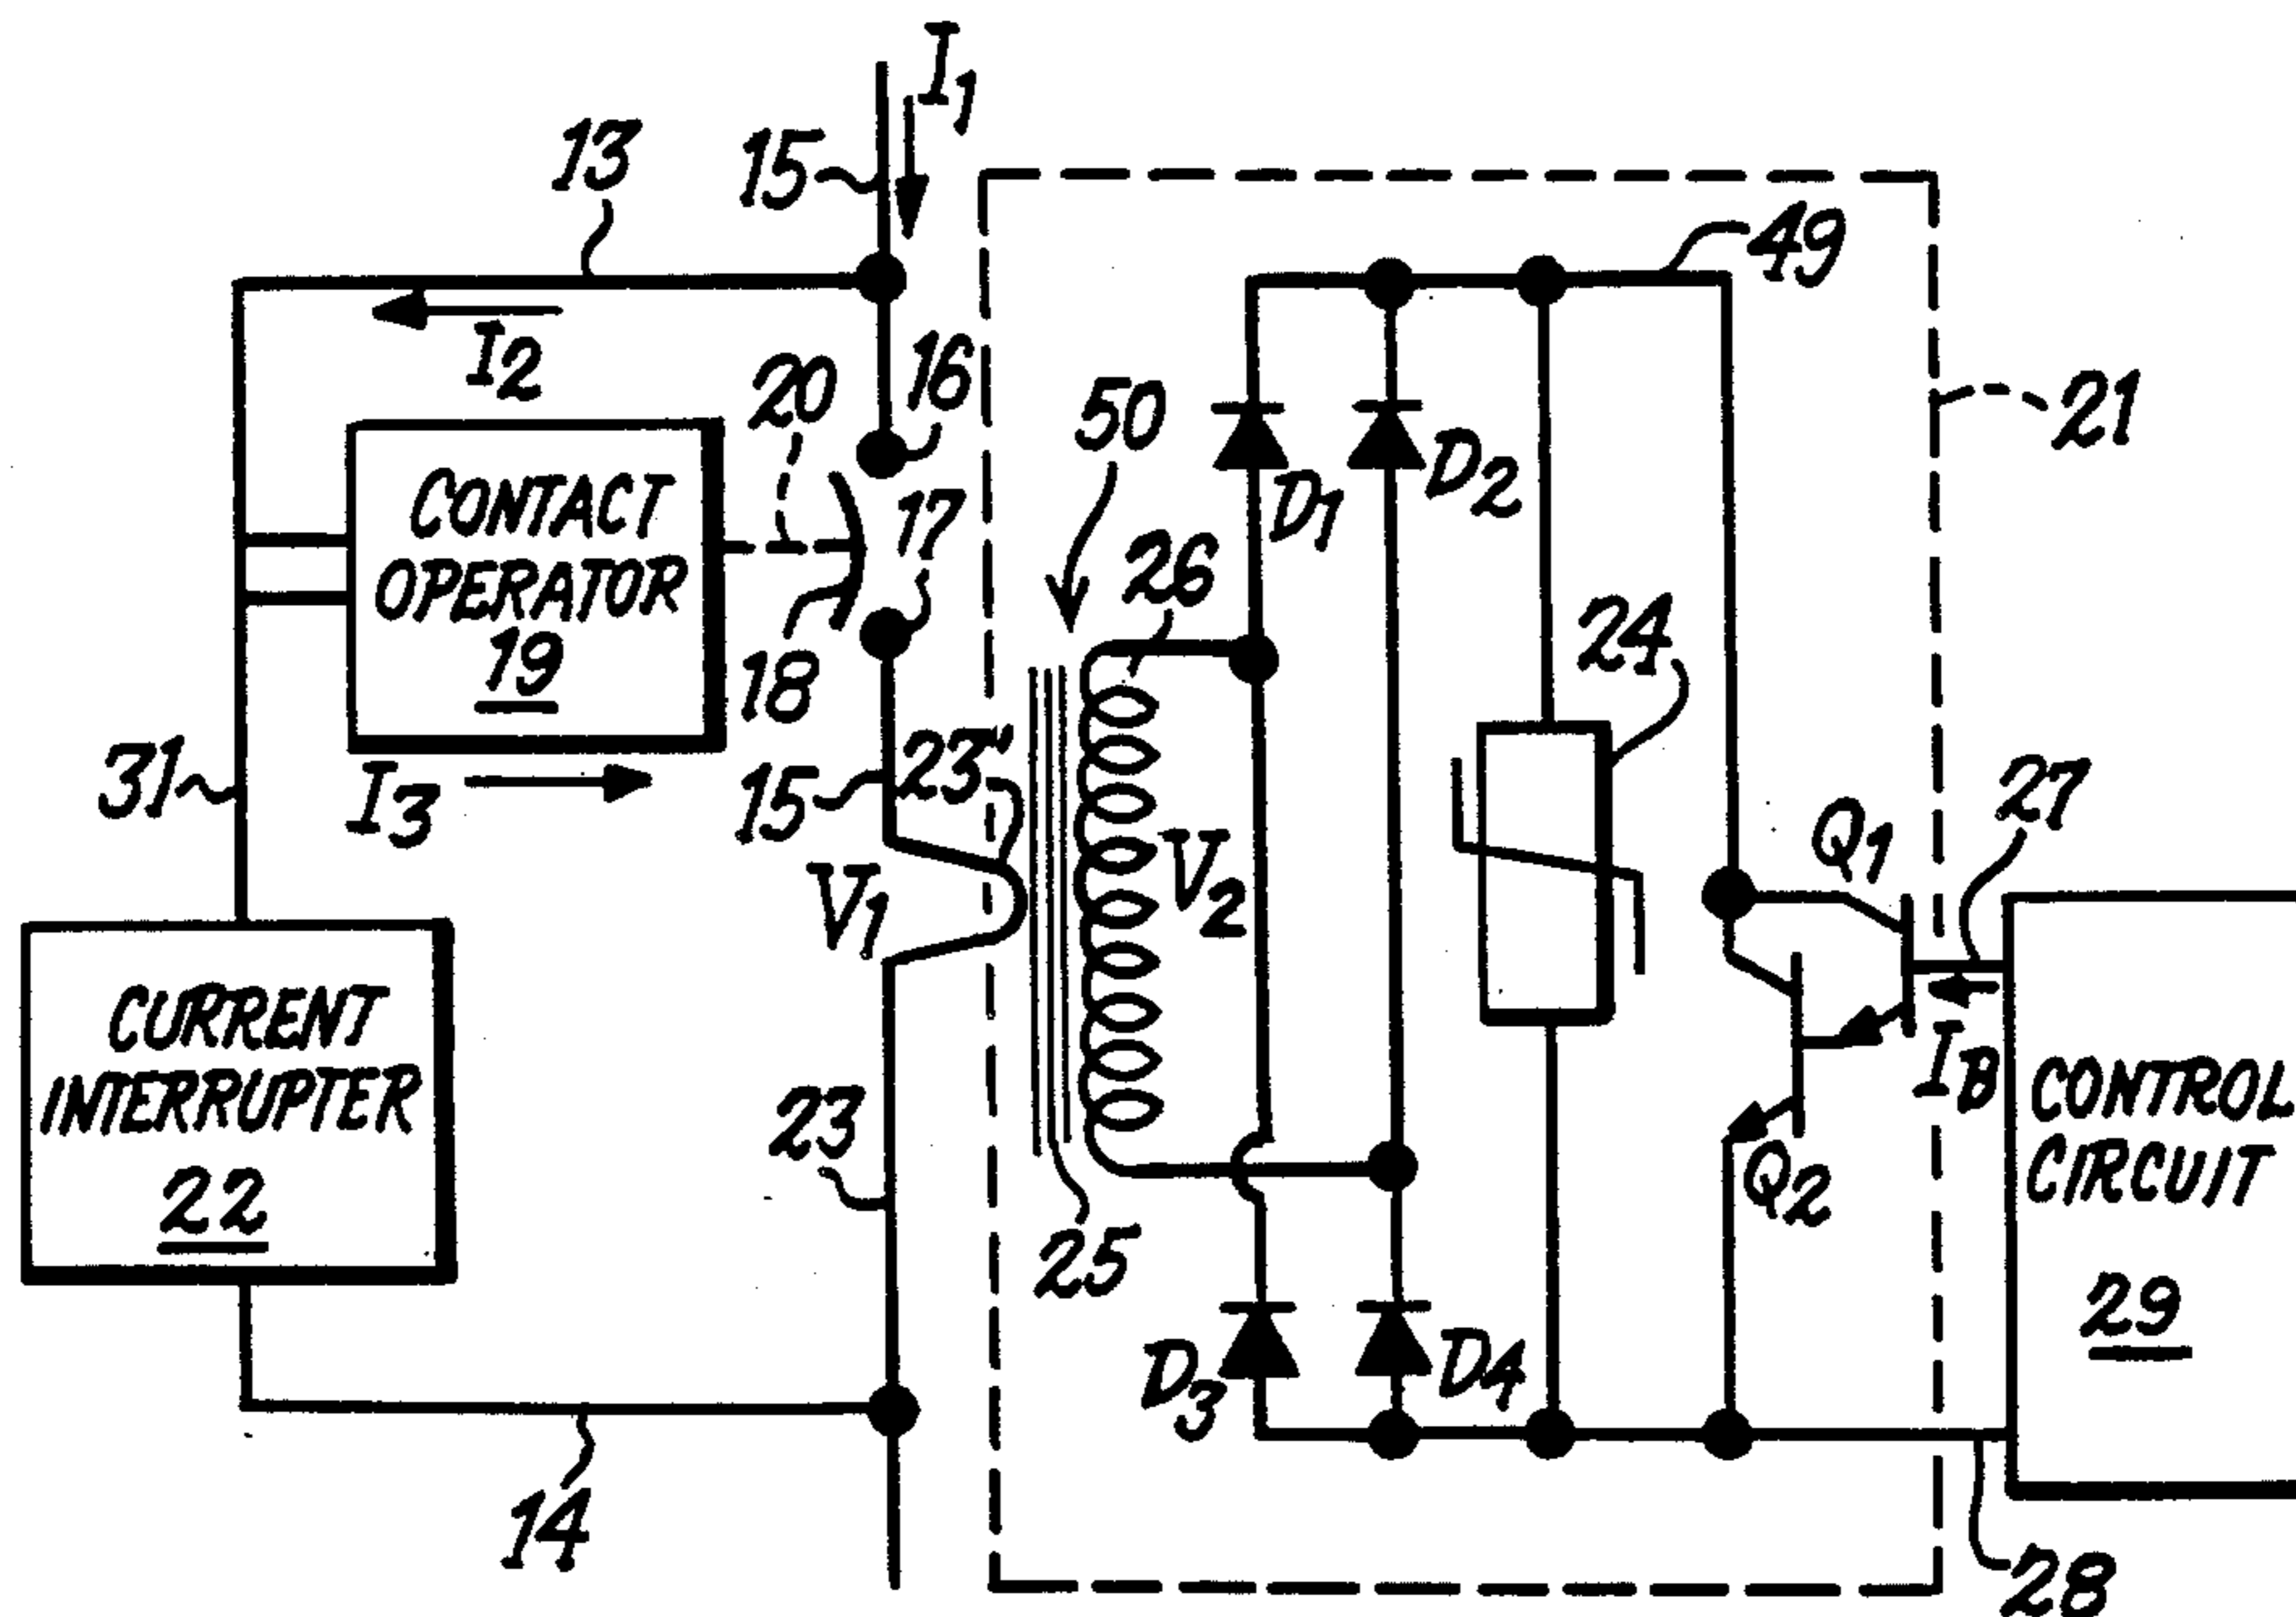 I1
13
15
49
I2
20
16
50
21
CONTACT
OPERATOR
19
17
D1
D2
26
24
18
31
I3
15
23"
27
V1
V2
Q1
CURRENT
INTERRUPTER
22
IB
CONTROL
CIRCUIT
29
23
Q2
25
D3
D4
14
28